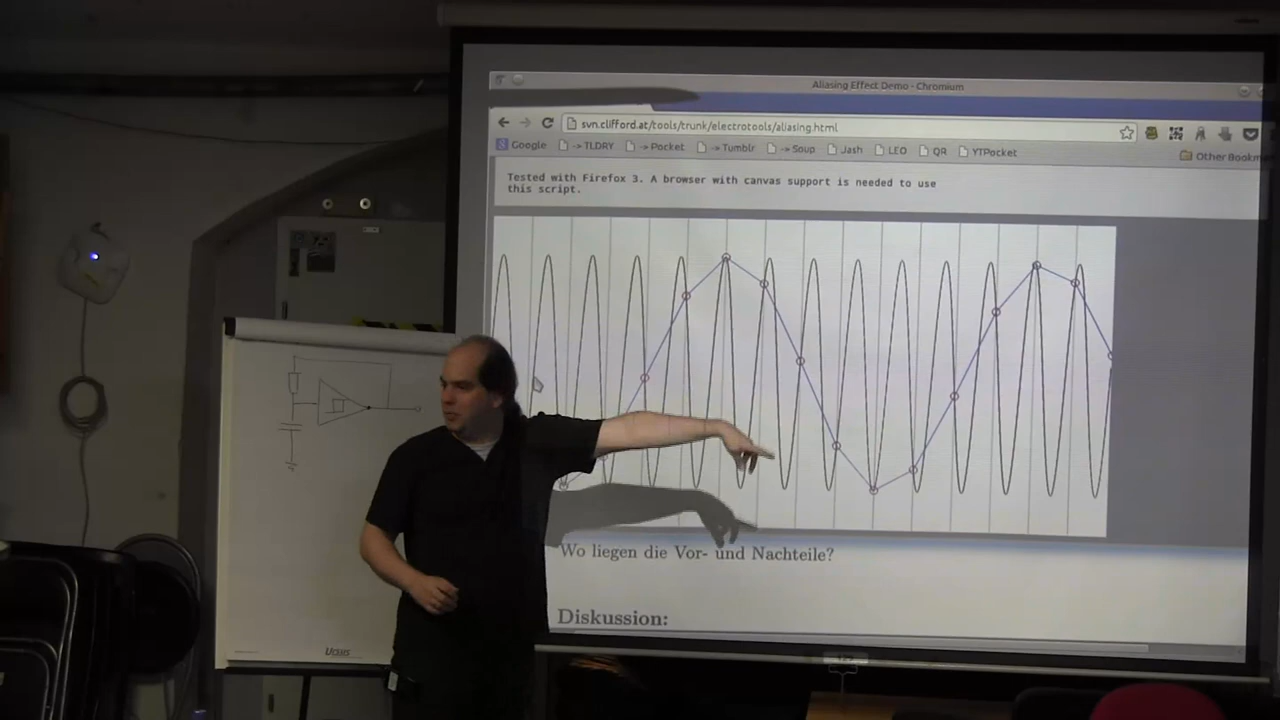 Aliasing Effect Demo - Chromium
svn.clifford.at/tools/trunk/electrotools/aliasing.html
Google -> TLDRY -> Pocket -> Tumblr -> Soup Jash LEO QR YTPocket Other Bookm
Tested with Firefox 3. A browser with canvas support is needed to use
this script.
Wo liegen die Vor- und Nachteile?
Diskussion: